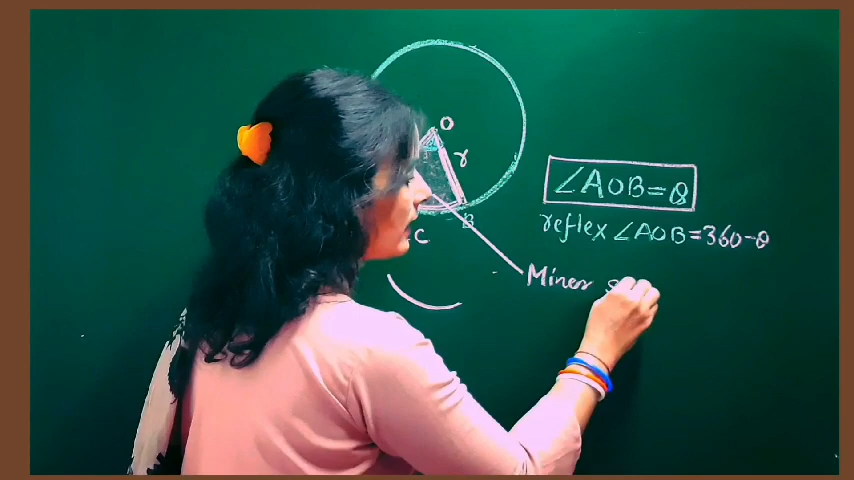 O
r
B
C
∠AOB=θ
reflex ∠AOB=360-θ
Minor s